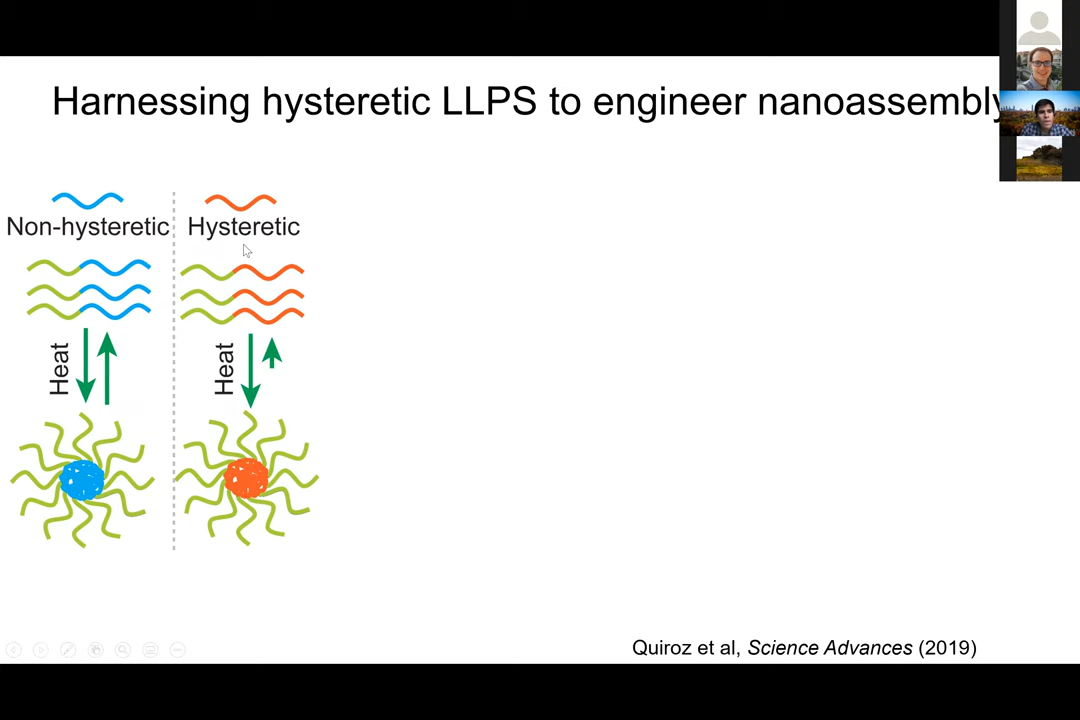 Harnessing hysteretic LLPS to engineer nanoassembly
Non-hysteretic
Hysteretic
Heat
Heat
Quiroz et al, Science Advances (2019)